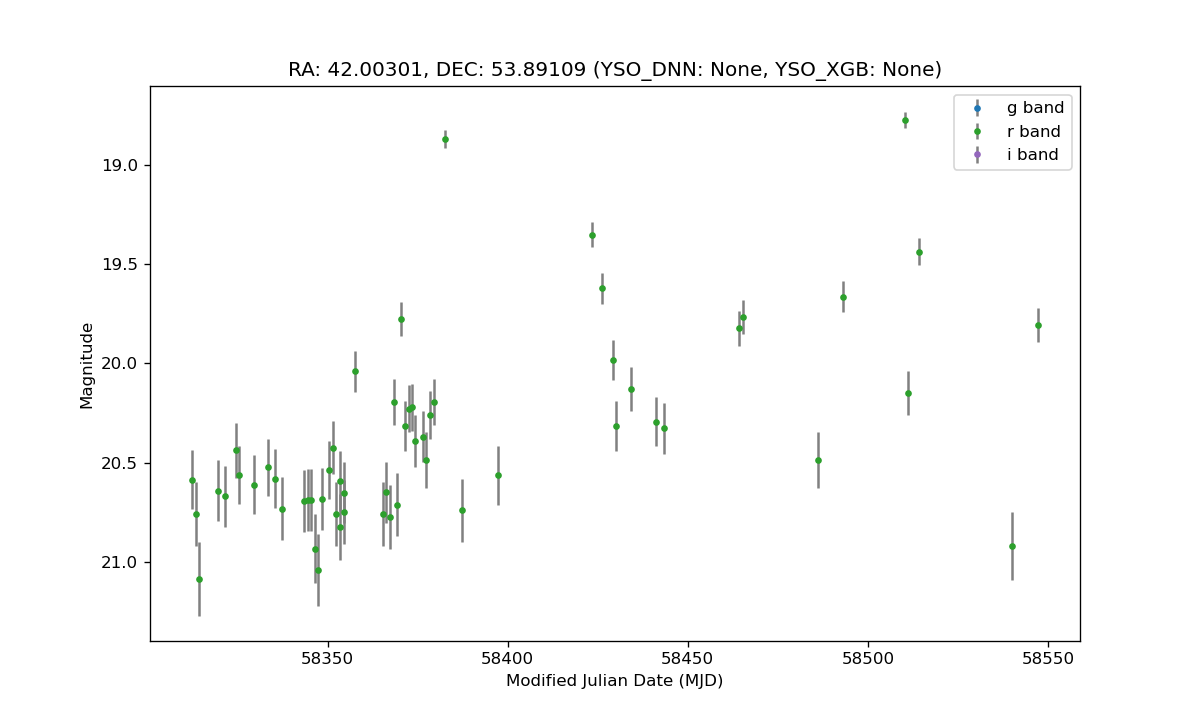 RA: 42.00301, DEC: 53.89109 (YSO_DNN: None, YSO_XGB: None)
g band
r band
i band
19.0
19.5
20.0
20.5
21.0
Magnitude
58350
58400
58450
58500
58550
Modified Julian Date (MJD)